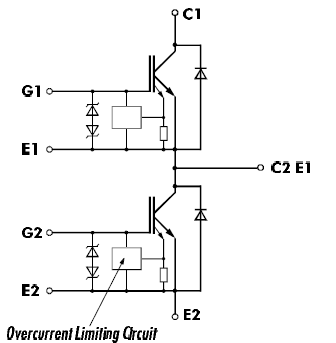 C1
G1
E1
C2 E1
G2
E2
E2
Overcurrent Limiting Circuit